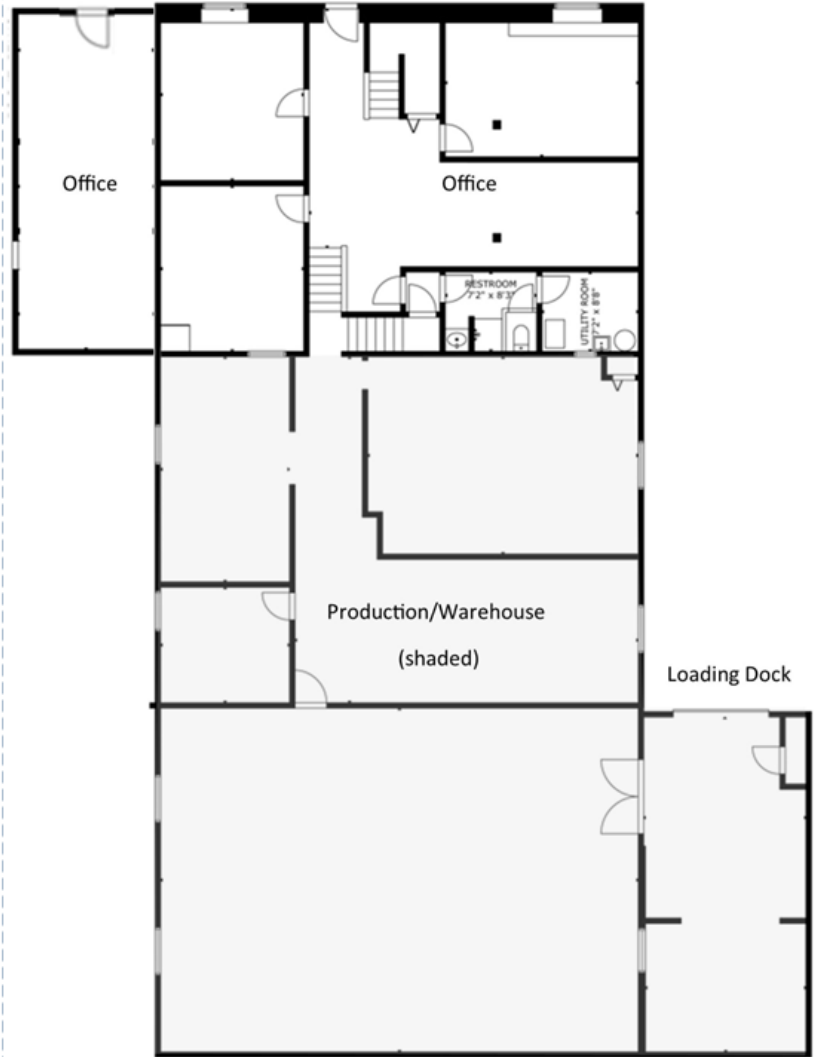 Office
Office
RESTROOM
7'2" x 8'3"
UTILITY ROOM
7'2" x 8'8"
Production/Warehouse
(shaded)
Loading Dock